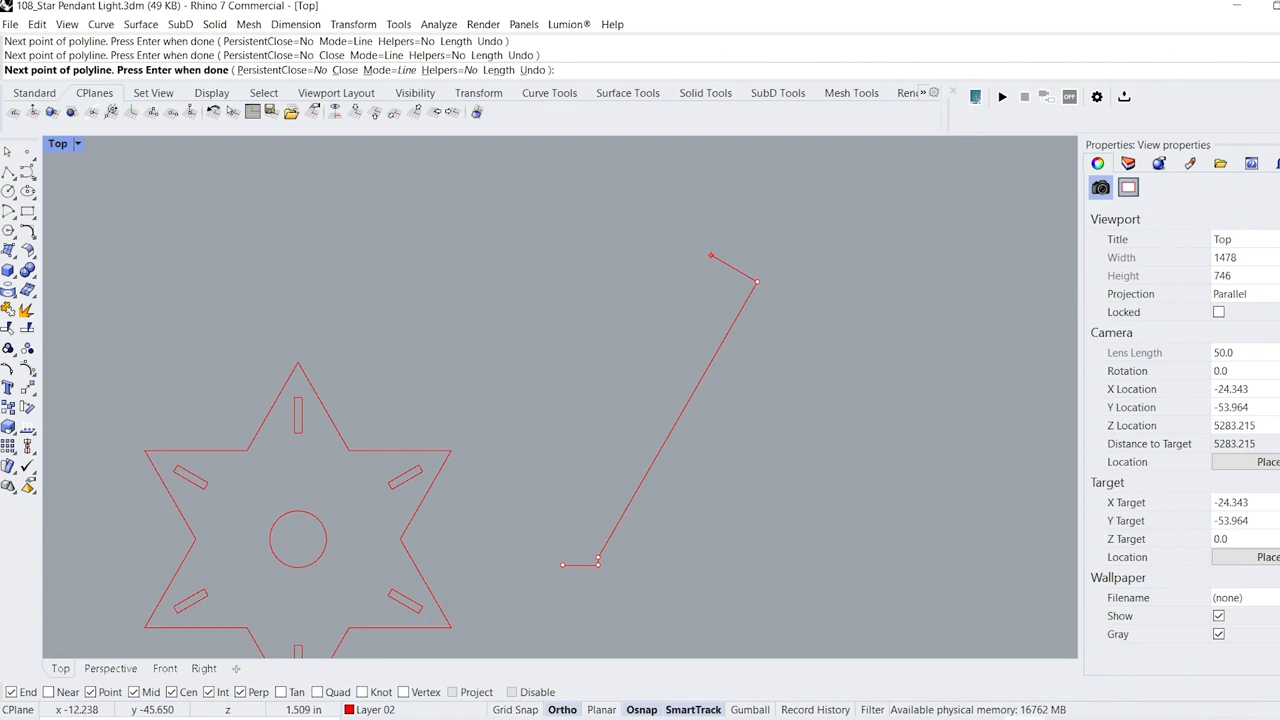 108_Star Pendant Light.3dm (49 KB) - Rhino 7 Commercial - [Top]
File Edit View Curve Surface SubD Solid Mesh Dimension Transform Tools Analyze Render Panels Lumion® Help
Next point of polyline. Press Enter when done ( PersistentClose=No Mode=Line Helpers=No Length Undo )
Next point of polyline. Press Enter when done ( PersistentClose=No Close Mode=Line Helpers=No Length Undo )
Next point of polyline. Press Enter when done ( PersistentClose=No Close Mode=Line Helpers=No Length Undo ):
Standard CPlanes Set View Display Select Viewport Layout Visibility Transform Curve Tools Surface Tools Solid Tools SubD Tools Mesh Tools Ren »
OFF
Top
Properties: View properties
Viewport
Title Top
Width 1478
Height 746
Projection Parallel
Locked
Camera
Lens Length 50.0
Rotation 0.0
X Location -24.343
Y Location -53.964
Z Location 5283.215
Distance to Target 5283.215
Location Place
Target
X Target -24.343
Y Target -53.964
Z Target 0.0
Location Place
Wallpaper
Filename (none)
Show
Gray
Top Perspective Front Right
End Near Point Mid Cen Int Perp Tan Quad Knot Vertex Project Disable
CPlane x -12.238 y -45.650 z 1.509 in Layer 02 Grid Snap Ortho Planar Osnap SmartTrack Gumball Record History Filter Available physical memory: 16762 MB